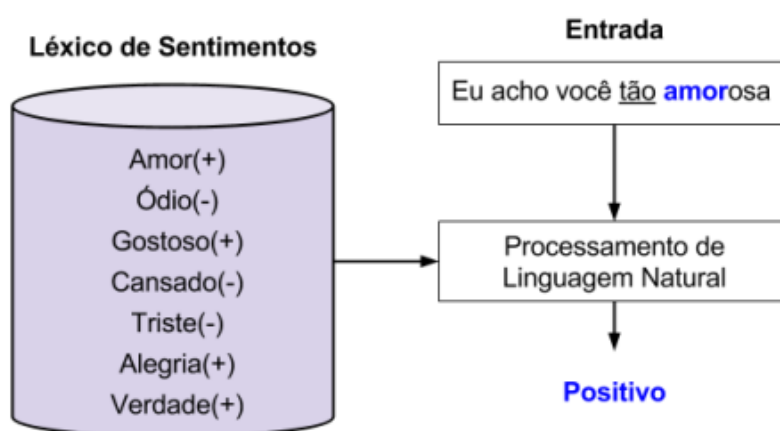 Léxico de Sentimentos
Amor(+)
Ódio(-)
Gostoso(+)
Cansado(-)
Triste(-)
Alegria(+)
Verdade(+)
Entrada
Eu acho você tão amorosa
Processamento de
Linguagem Natural
Positivo